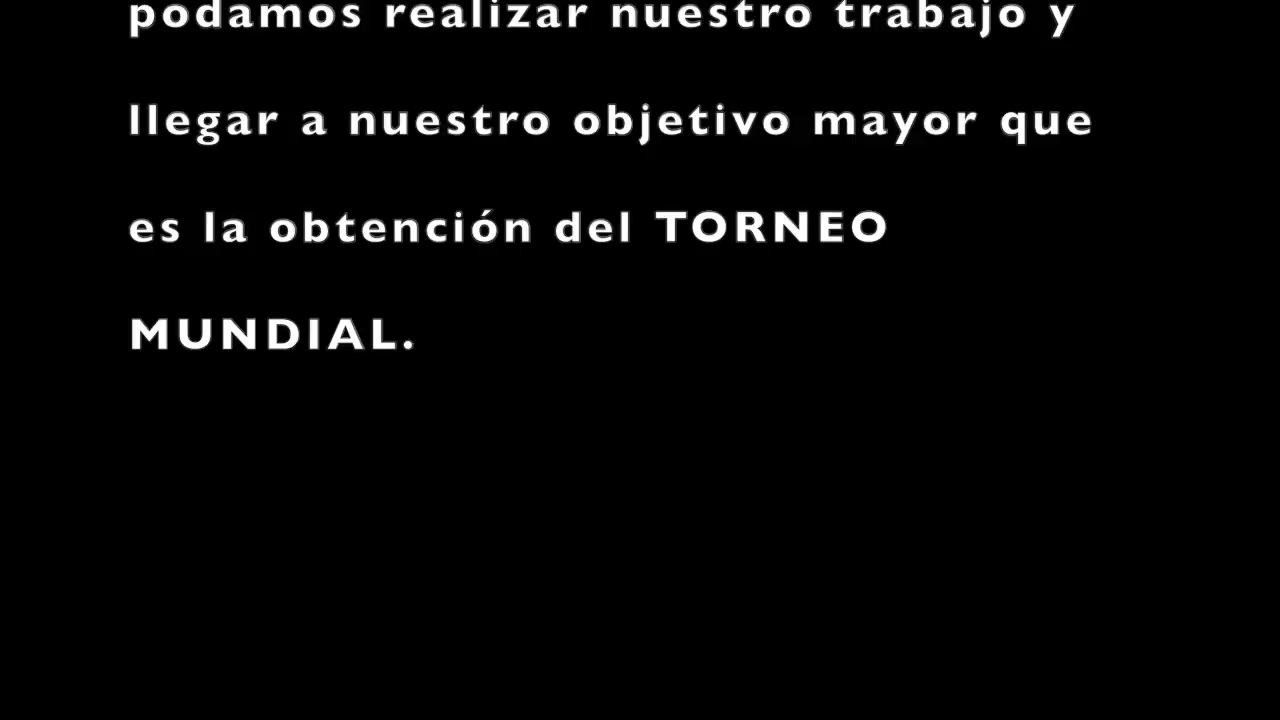 podamos realizar nuestro trabajo y
llegar a nuestro objetivo mayor que
es la obtención del TORNEO
MUNDIAL.